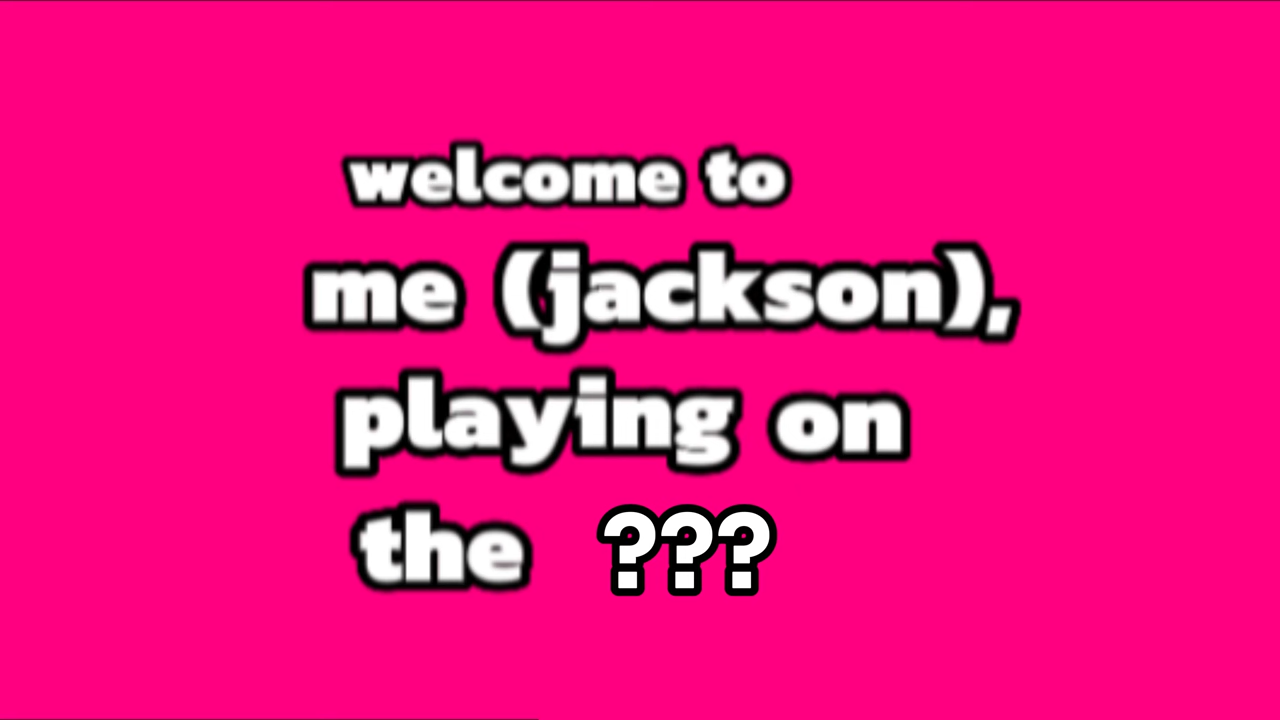 welcome to
me (jackson),
playing on
the ???